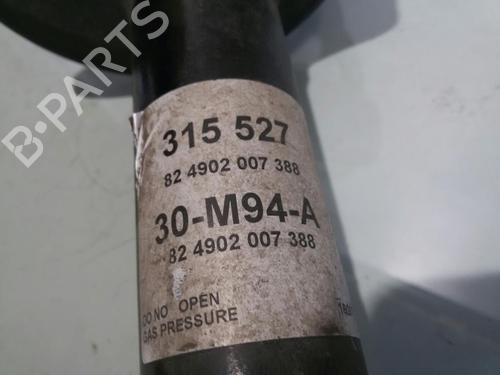 B-PARTS
315 527
82 4902 007 388
30-M94-A
82 4902 007 388
DO NO OPEN
GAS PRESSURE